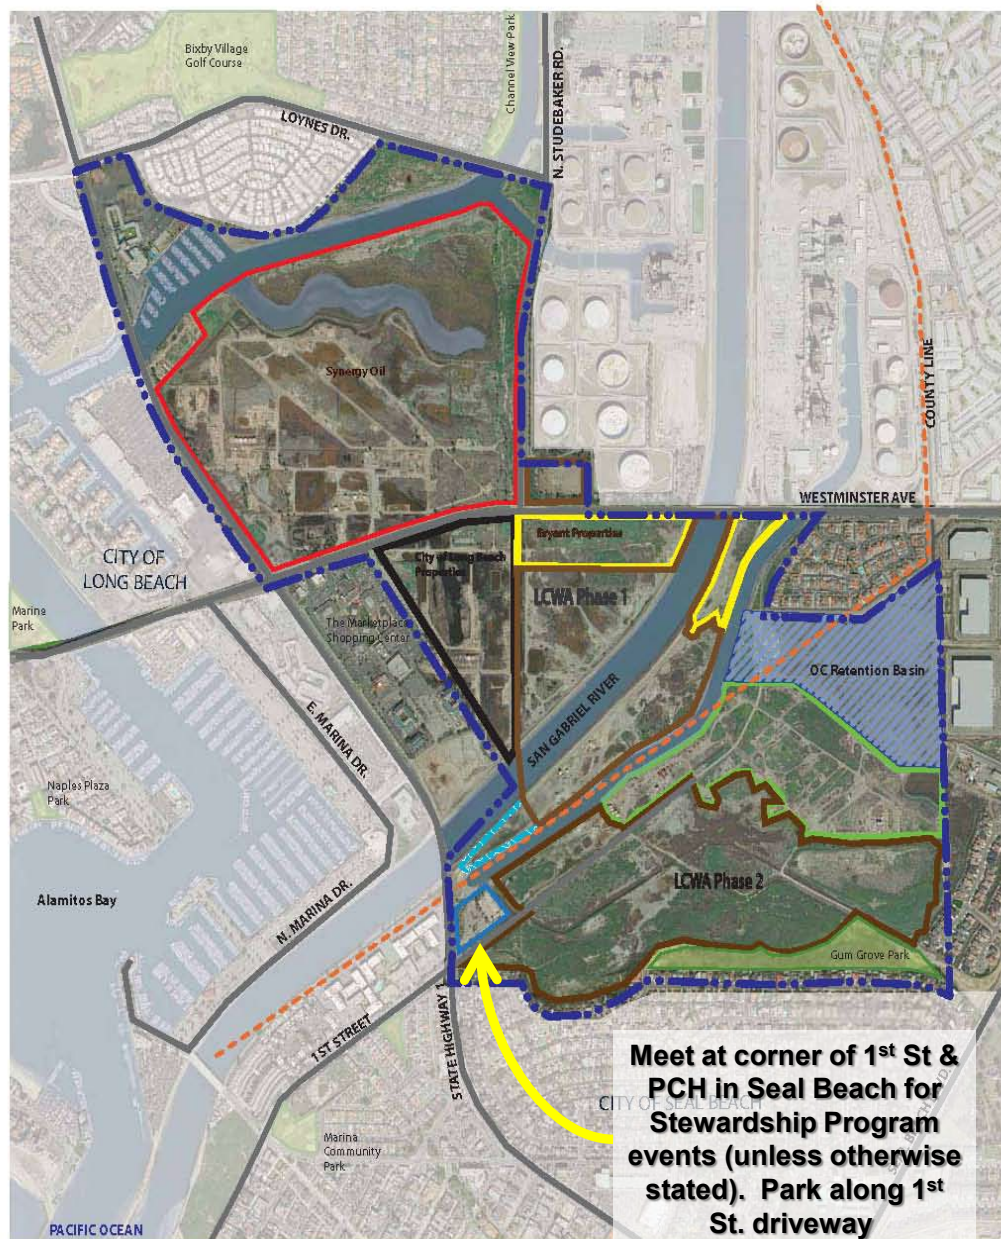 Bixby Village
Golf Course
Channel View Park
N. STUDEBAKER RD.
LOYNES DR.
COUNTY LINE
Synergy Oil
WESTMINSTER AVE
CITY OF
LONG BEACH
City of Long Beach
Properties
Bryant Properties
LCWA Phase 1
Marina
Park
The Marketplace
Shopping Center
OC Retention Basin
E. MARINA DR.
SAN GABRIEL RIVER
Naples Plaza
Park
LCWA Phase 2
Alamitos Bay
N. MARINA DR.
Gum Grove Park
1ST STREET
STATE HIGHWAY 1
Meet at corner of 1st St &
PCH in Seal Beach for
CITY OF SEAL BEACH
Stewardship Program
events (unless otherwise
stated). Park along 1st
St. driveway
Marina
Community
Park
PACIFIC OCEAN